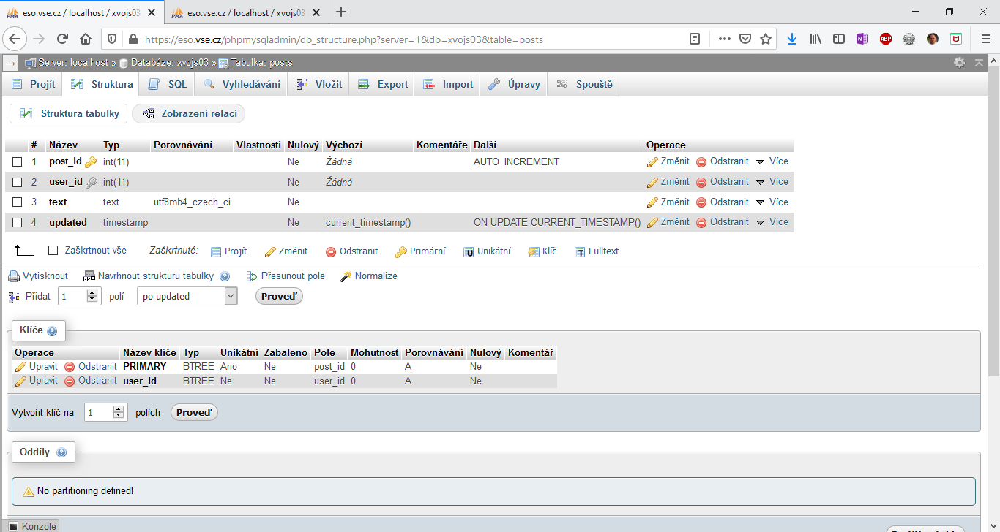 eso.vse.cz / localhost / xvojs03 eso.vse.cz / localhost / xvojs03
https://eso.vse.cz/phpmysqladmin/db_structure.php?server=1&db=xvojs03&table=posts
Server: localhost » Databáze: xvojs03 » Tabulka: posts
Projít Struktura SQL Vyhledávání Vložit Export Import Úpravy Spouště
Struktura tabulky Zobrazení relací
# Název Typ Porovnávání Vlastnosti Nulový Výchozí Komentáře Další Operace
1 post_id int(11) Ne Žádná AUTO_INCREMENT Změnit Odstranit Více
2 user_id int(11) Ne Žádná Změnit Odstranit Více
3 text text utf8mb4_czech_ci Ne Změnit Odstranit Více
4 updated timestamp Ne current_timestamp() ON UPDATE CURRENT_TIMESTAMP() Změnit Odstranit Více
Zaškrtnout vše Zaškrtnuté: Projít Změnit Odstranit Primární Unikátní Klíč Fulltext
Vytisknout Navrhnout strukturu tabulky Přesunout pole Normalize
Přidat 1 polí po updated Proveď
Klíče
Operace Název klíče Typ Unikátní Zabaleno Pole Mohutnost Porovnávání Nulový Komentář
Upravit Odstranit PRIMARY BTREE Ano Ne post_id 0 A Ne
Upravit Odstranit user_id BTREE Ne Ne user_id 0 A Ne
Vytvořit klíč na 1 polích Proveď
Oddíly
No partitioning defined!
Konzole